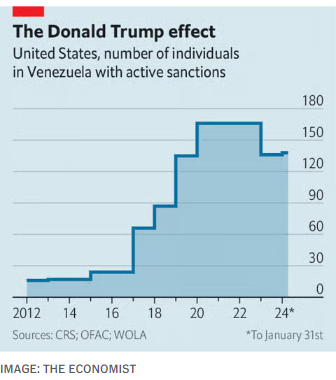 The Donald Trump effect
United States, number of individuals
in Venezuela with active sanctions
180
150
120
90
60
30
0
2012 14 16 18 20 22 24*
Sources: CRS; OFAC; WOLA *To January 31st
IMAGE: THE ECONOMIST